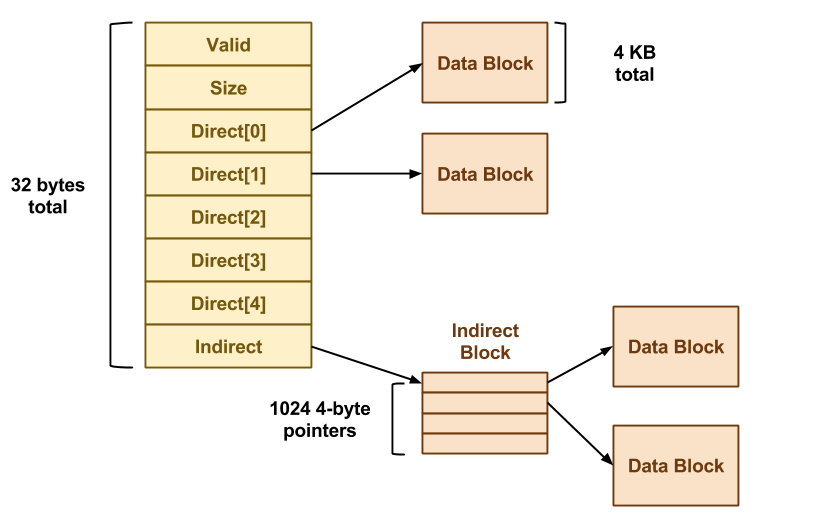 Valid
Size
Direct[0]
Direct[1]
Direct[2]
Direct[3]
Direct[4]
Indirect
32 bytes
total
Data Block
4 KB
total
Data Block
Indirect
Block
1024 4-byte
pointers
Data Block
Data Block